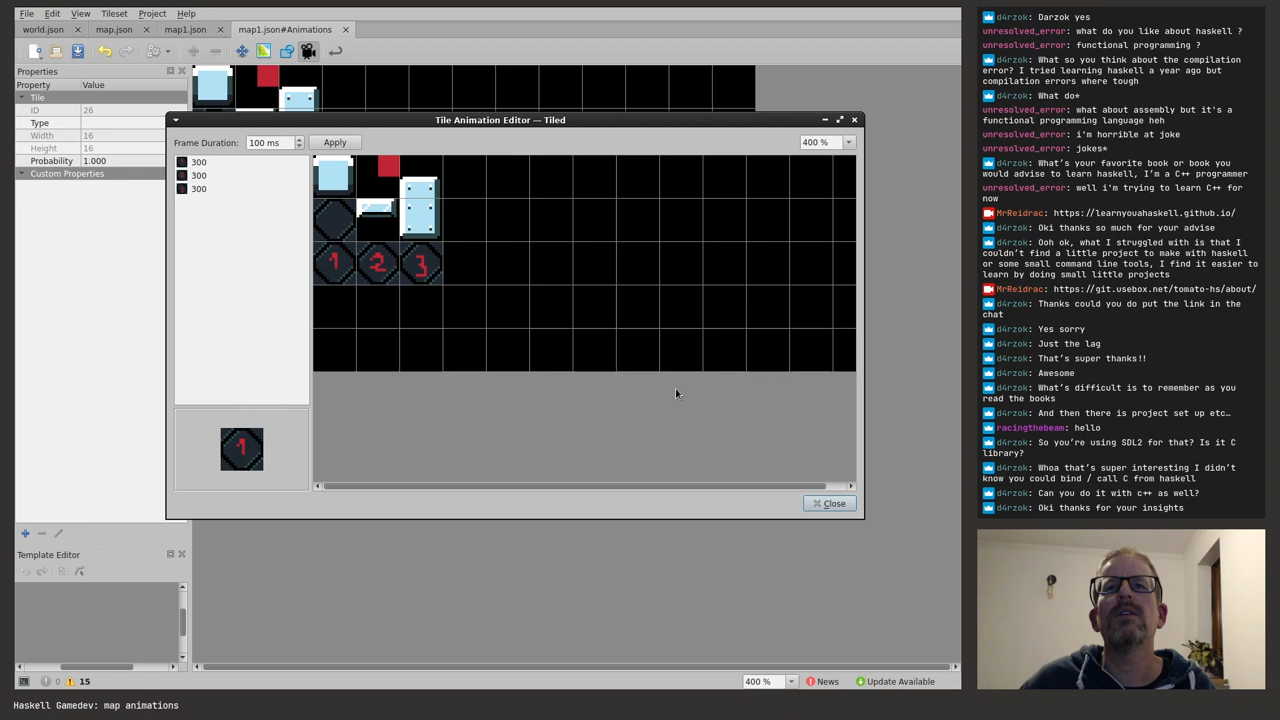 File Edit View Tileset Project Help
world.json map.json map1.json map1.json#Animations
Properties
Property Value
Tile
ID 26
Type
Width 16
Height 16
Probability 1.000
Custom Properties
Tile Animation Editor — Tiled
Frame Duration: 100 ms Apply 400 %
300
300
300
1 2 3
1
Close
Template Editor
0 15
400 % News Update Available
Haskell Gamedev: map animations
d4rzok: Darzok yes
unresolved_error: what do you like about haskell ?
unresolved_error: functional programming ?
d4rzok: What so you think about the compilation
error? I tried learning haskell a year ago but
compilation errors where tough
d4rzok: What do*
unresolved_error: what about assembly but it's a
functional programming language heh
unresolved_error: i'm horrible at joke
unresolved_error: jokes*
d4rzok: What's your favorite book or book you
would advise to learn haskell, I'm a C++ programmer
unresolved_error: well i'm trying to learn C++ for
now
MrReidrac: https://learnyouahaskell.github.io/
d4rzok: Oki thanks so much for your advise
d4rzok: Ooh ok, what I struggled with is that I
couldn't find a little project to make with haskell
or some small command line tools, I find it easier to
learn by doing small little projects
MrReidrac: https://git.usebox.net/tomato-hs/about/
d4rzok: Thanks could you do put the link in the
chat
d4rzok: Yes sorry
d4rzok: Just the lag
d4rzok: That's super thanks!!
d4rzok: Awesome
d4rzok: What's difficult is to remember as you
read the books
d4rzok: And then there is project set up etc…
racingthebeam: hello
d4rzok: So you're using SDL2 for that? Is it C
library?
d4rzok: Whoa that's super interesting I didn't
know you could bind / call C from haskell
d4rzok: Can you do it with c++ as well?
d4rzok: Oki thanks for your insights